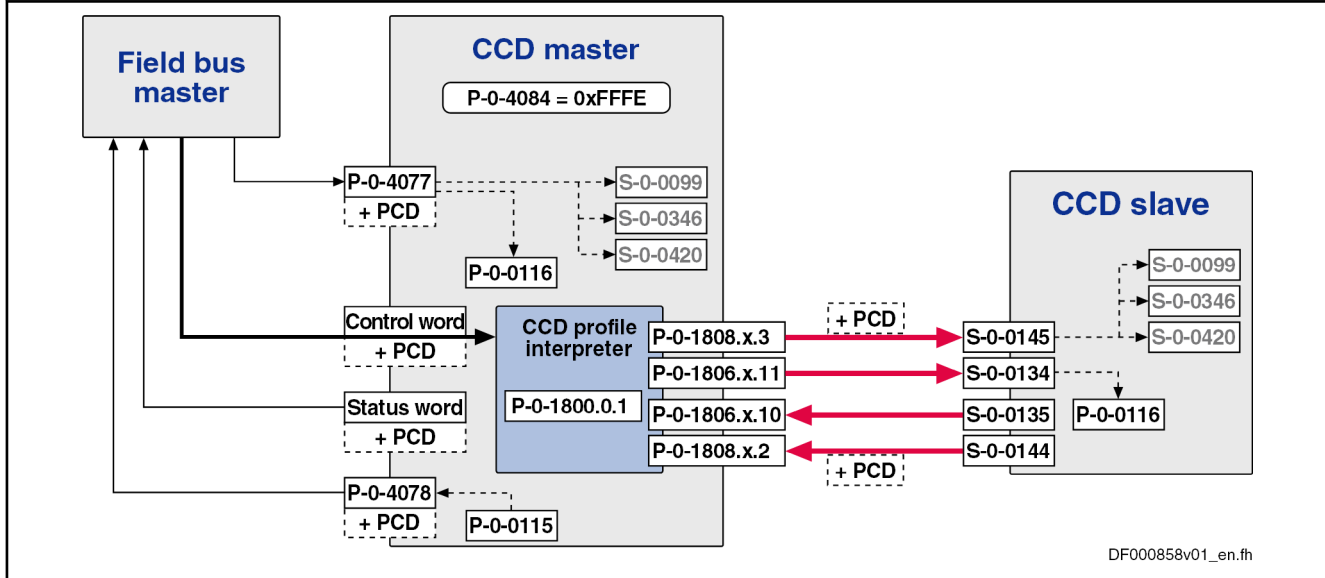 Field bus
master
CCD master
P-0-4084 = 0xFFFE
P-0-4077
+ PCD
S-0-0099
S-0-0346
S-0-0420
P-0-0116
Control word
+ PCD
CCD profile
interpreter
P-0-1800.0.1
P-0-1808.x.3
P-0-1806.x.11
P-0-1806.x.10
P-0-1808.x.2
Status word
+ PCD
P-0-4078
+ PCD
P-0-0115
+ PCD
+ PCD
CCD slave
S-0-0145
S-0-0134
S-0-0135
S-0-0144
S-0-0099
S-0-0346
S-0-0420
P-0-0116
DF000858v01_en.fh